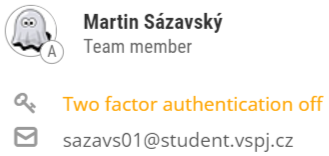 Martin Sázavský
A
Team member
Two factor authentication off
sazavs01@student.vspj.cz